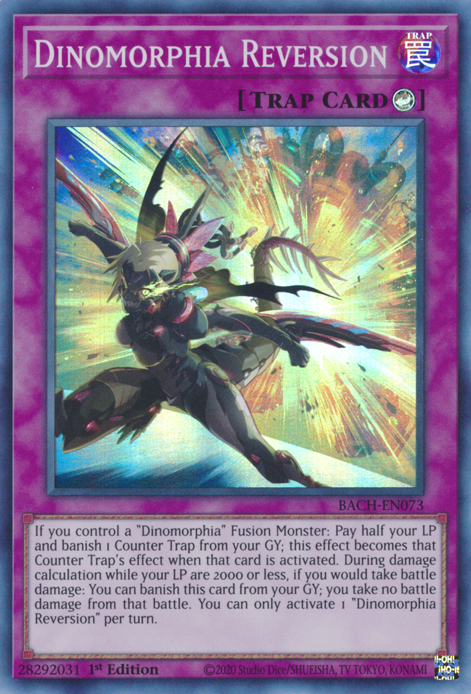 DINOMORPHIA REVERSION
TRAP
罠
[TRAP CARD]
BACH-EN073
If you control a "Dinomorphia" Fusion Monster: Pay half your LP
and banish 1 Counter Trap from your GY; this effect becomes that
Counter Trap's effect when that card is activated. During damage
calculation while your LP are 2000 or less, if you would take battle
damage: You can banish this card from your GY; you take no battle
damage from that battle. You can only activate 1 "Dinomorphia
Reversion" per turn.
28292031 1st Edition ©2020 Studio Dice/SHUEISHA, TV TOKYO, KONAMI